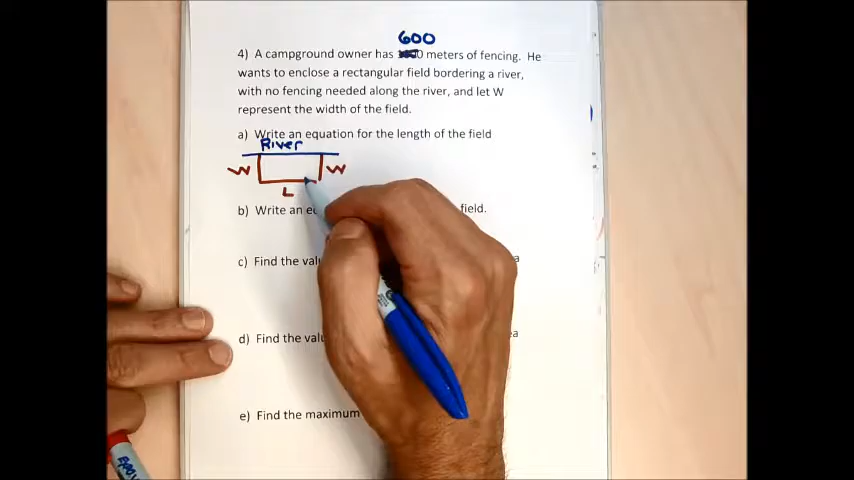 600
4) A campground owner has 0 meters of fencing. He
wants to enclose a rectangular field bordering a river,
with no fencing needed along the river, and let W
represent the width of the field.
a) Write an equation for the length of the field
River
W W
L
b) Write an field.
c) Find the
d) Find the
e) Find the maximum